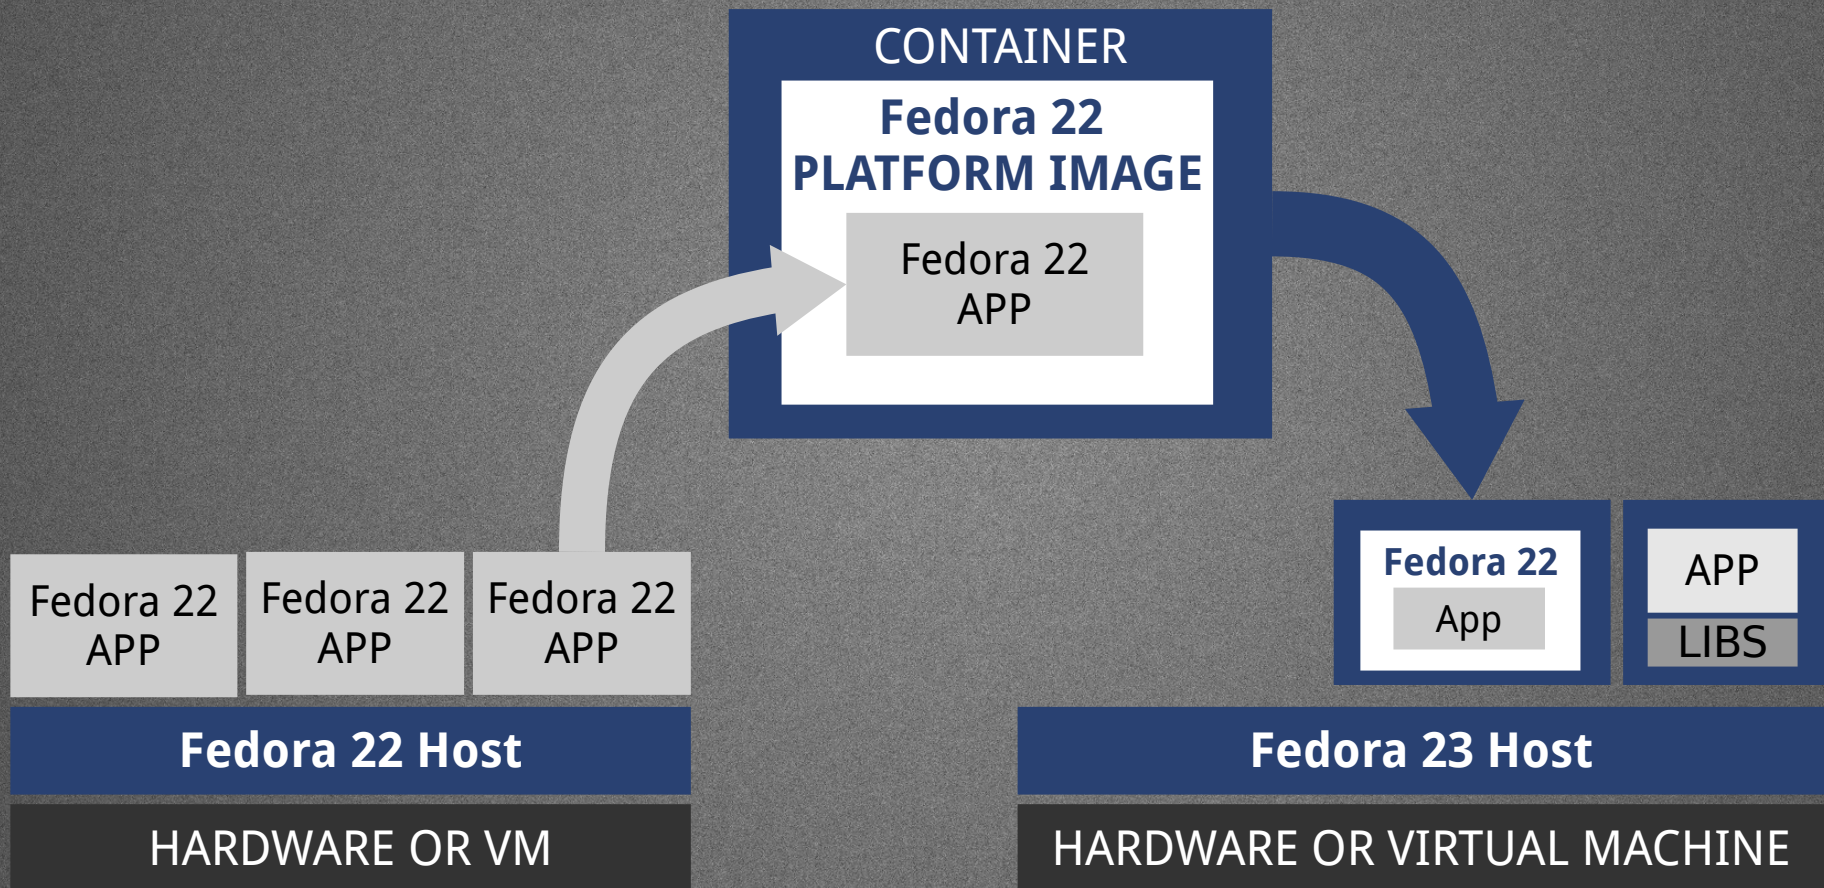 CONTAINER
Fedora 22
PLATFORM IMAGE
Fedora 22
APP
Fedora 22
APP
Fedora 22
APP
Fedora 22
APP
Fedora 22 Host
HARDWARE OR VM
Fedora 22
App
APP
LIBS
Fedora 23 Host
HARDWARE OR VIRTUAL MACHINE